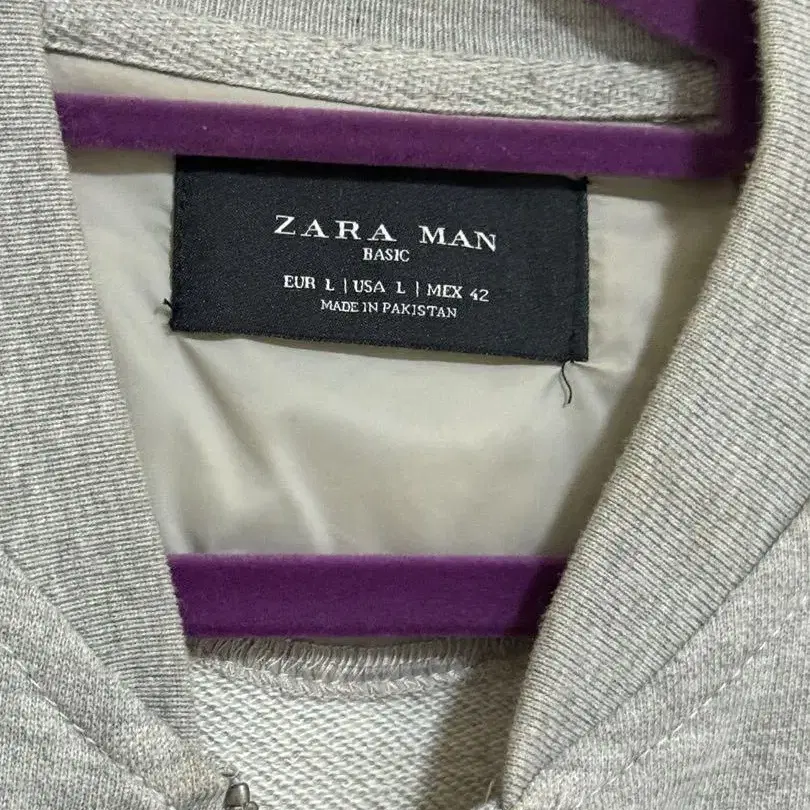 ZARA MAN
BASIC
EUR L | USA L | MEX 42
MADE IN PAKISTAN